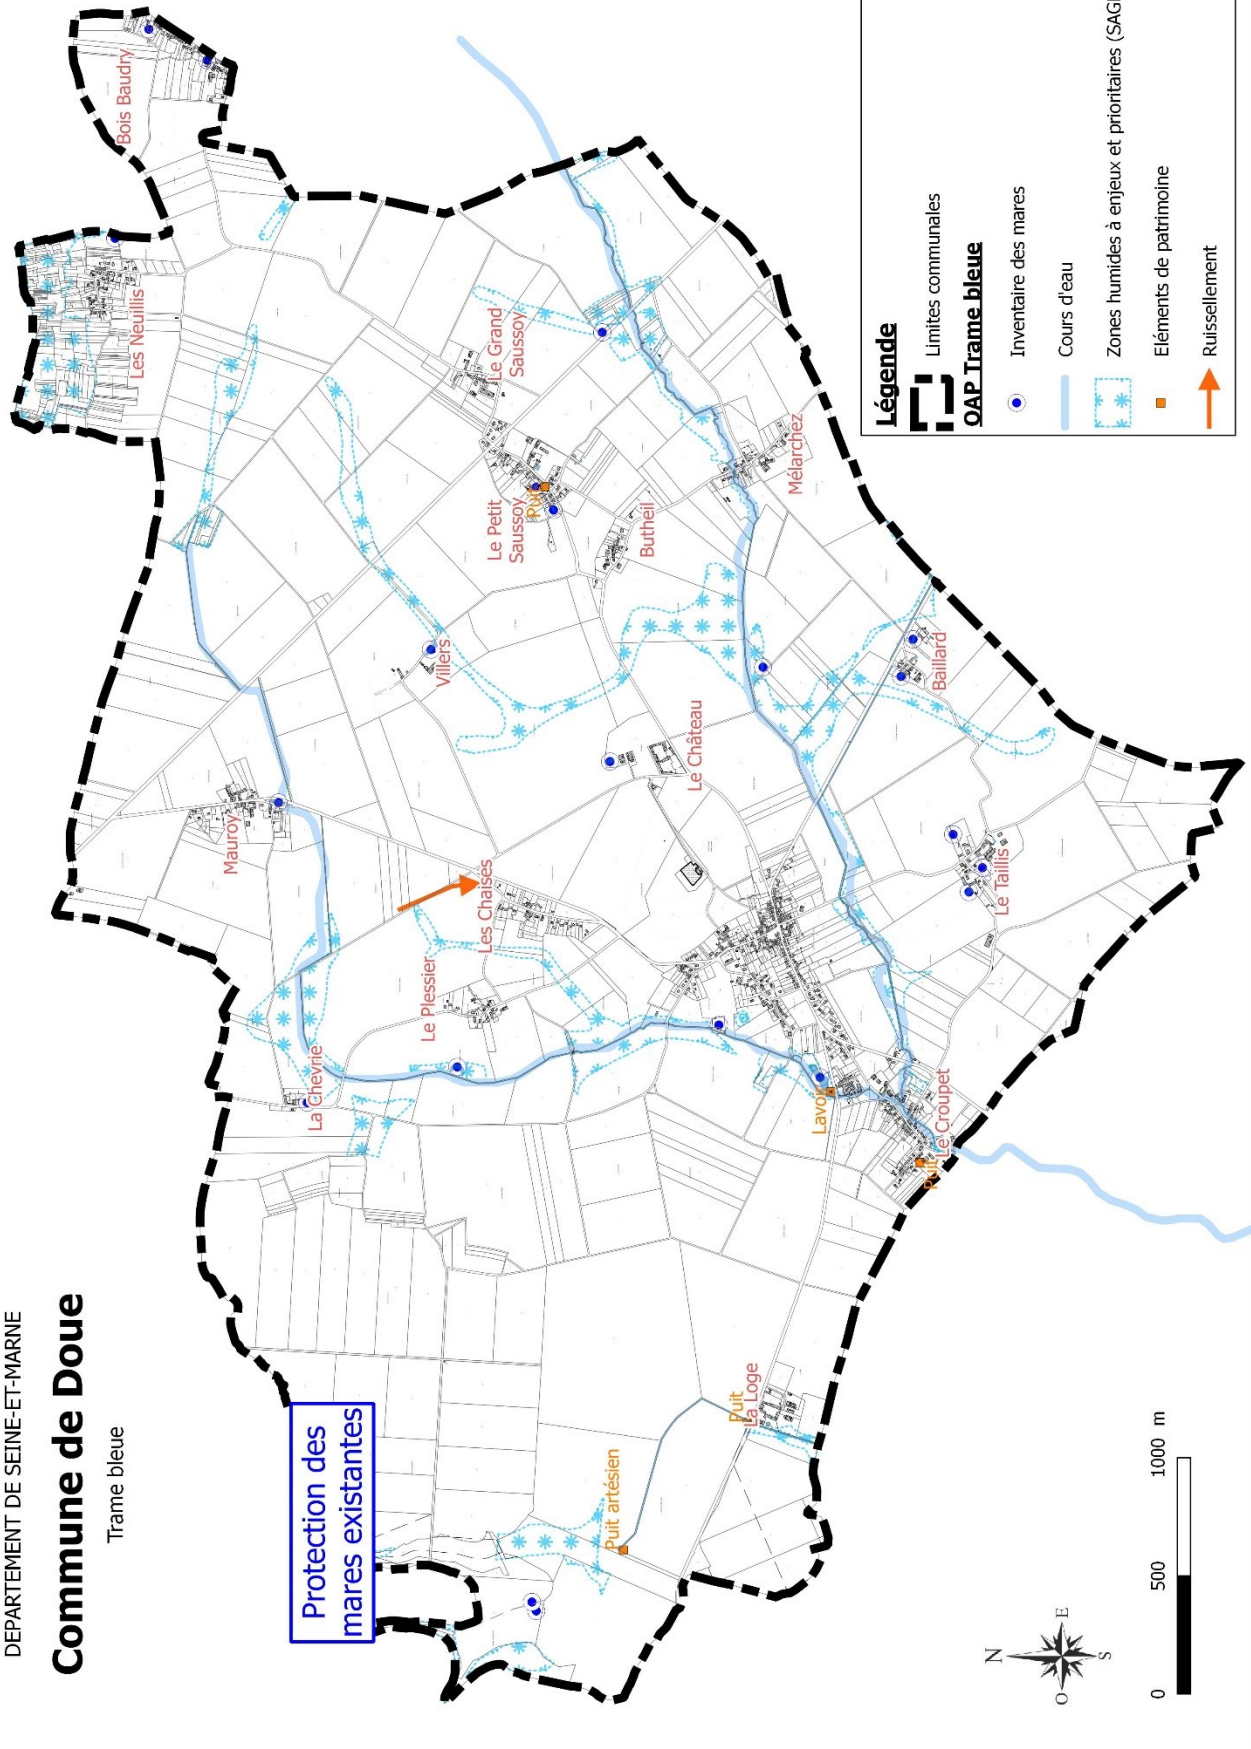 DEPARTEMENT DE SEINE-ET-MARNE
Commune de Doue
Trame bleue
Bois Baudry
Les Neuillis
Mauroy
La Chevrie
Le Plessier
Les Chaises
Villers
Le Grand
Saussoy
Le Petit
Saussoy
Puit
Butheil
Mélarchez
Le Château
Baillard
Le Taillis
Lavoir
Le Croupet
Puit
Puit
La Loge
Puit artésien
Protection des
mares existantes
Légende
Limites communales
OAP Trame bleue
Inventaire des mares
Cours d'eau
Zones humides à enjeux et prioritaires (SAGE
Eléments de patrimoine
Ruissellement
N
O
E
S
0 500 1000 m